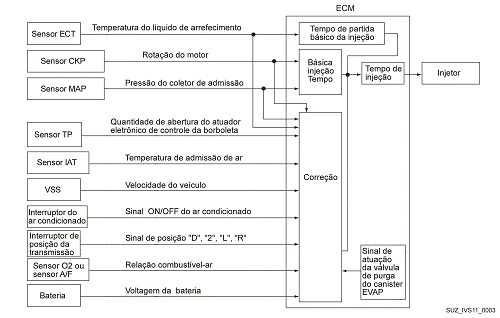 ECM
Sensor ECT
Temperatura do líquido de arrefecimento
Tempo de partida
básico da injeção
Sensor CKP
Rotação do motor
Básica
injeção
Tempo
Tempo de
injeção
Injetor
Sensor MAP
Pressão do coletor de admissão
Sensor TP
Quantidade de abertura do atuador
eletrônico de controle da borboleta
Correção
Sensor IAT
Temperatura de admissão de ar
VSS
Velocidade do veículo
Interruptor do
ar condicionado
Sinal ON/OFF do ar condicionado
Interruptor de
posição da
transmissão
Sinal de posição "D", "2", "L", "R"
Sensor O2 ou
sensor A/F
Relação combustível-ar
Bateria
Voltagem da bateria
Sinal de
atuação
da válvula
de purga
do canister
EVAP
SUZ_IVS11_0003